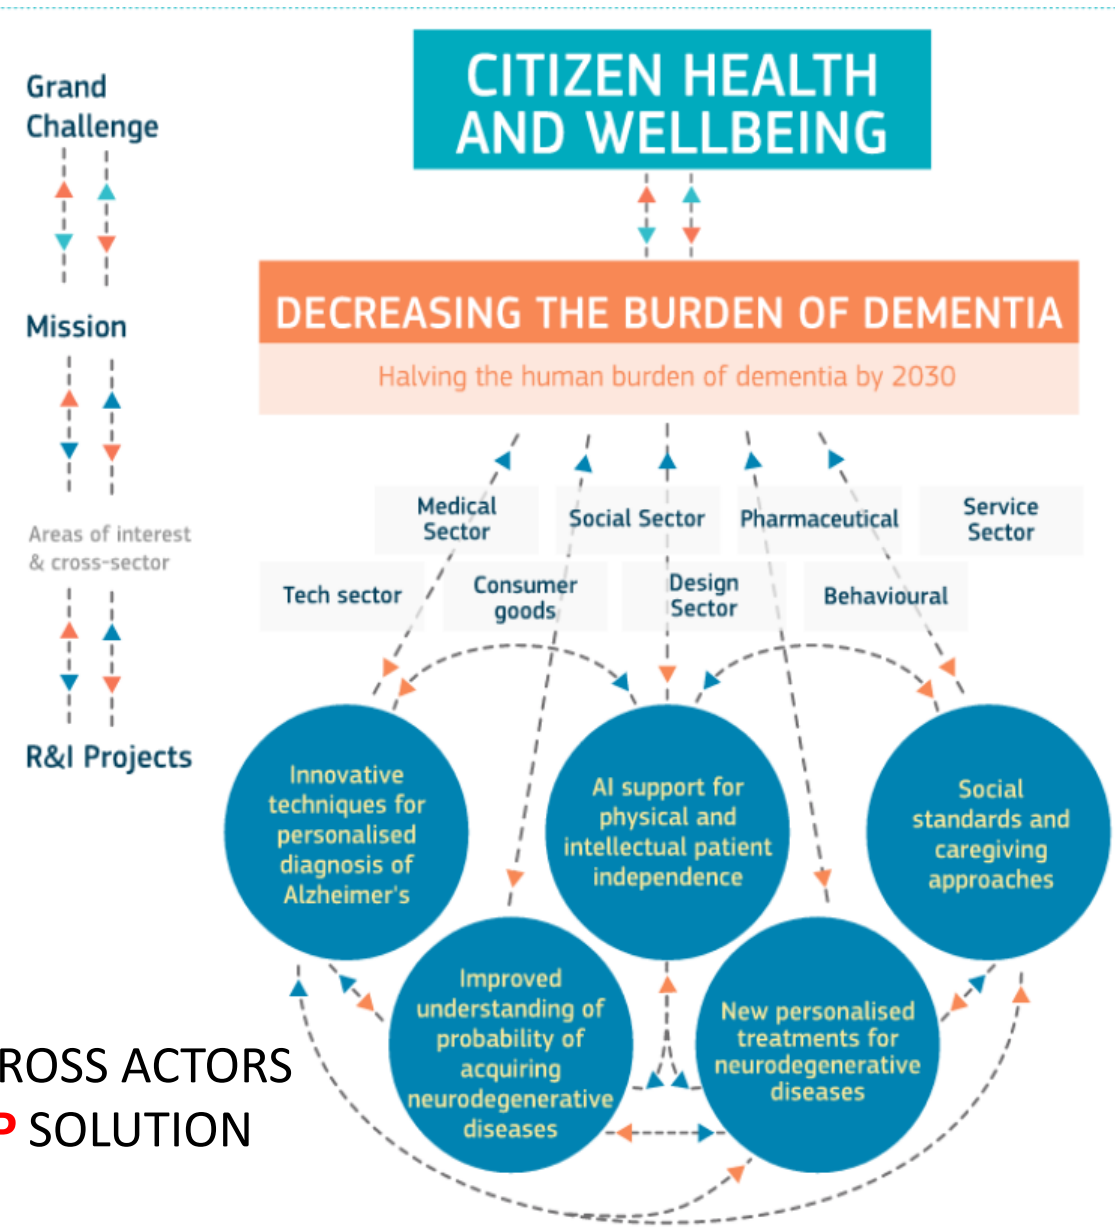 Grand
Challenge
CITIZEN HEALTH
AND WELLBEING
Mission
DECREASING THE BURDEN OF DEMENTIA
Halving the human burden of dementia by 2030
Areas of interest
& cross-sector
Medical
Sector
Social Sector
Pharmaceutical
Service
Sector
Tech sector
Consumer
goods
Design
Sector
Behavioural
R&I Projects
Innovative
techniques for
personalised
diagnosis of
Alzheimer's
AI support for
physical and
intellectual patient
independence
Social
standards and
caregiving
approaches
Improved
understanding of
probability of
acquiring
neurodegenerative
diseases
New personalised
treatments for
neurodegenerative
diseases
ROSS ACTORS
P SOLUTION